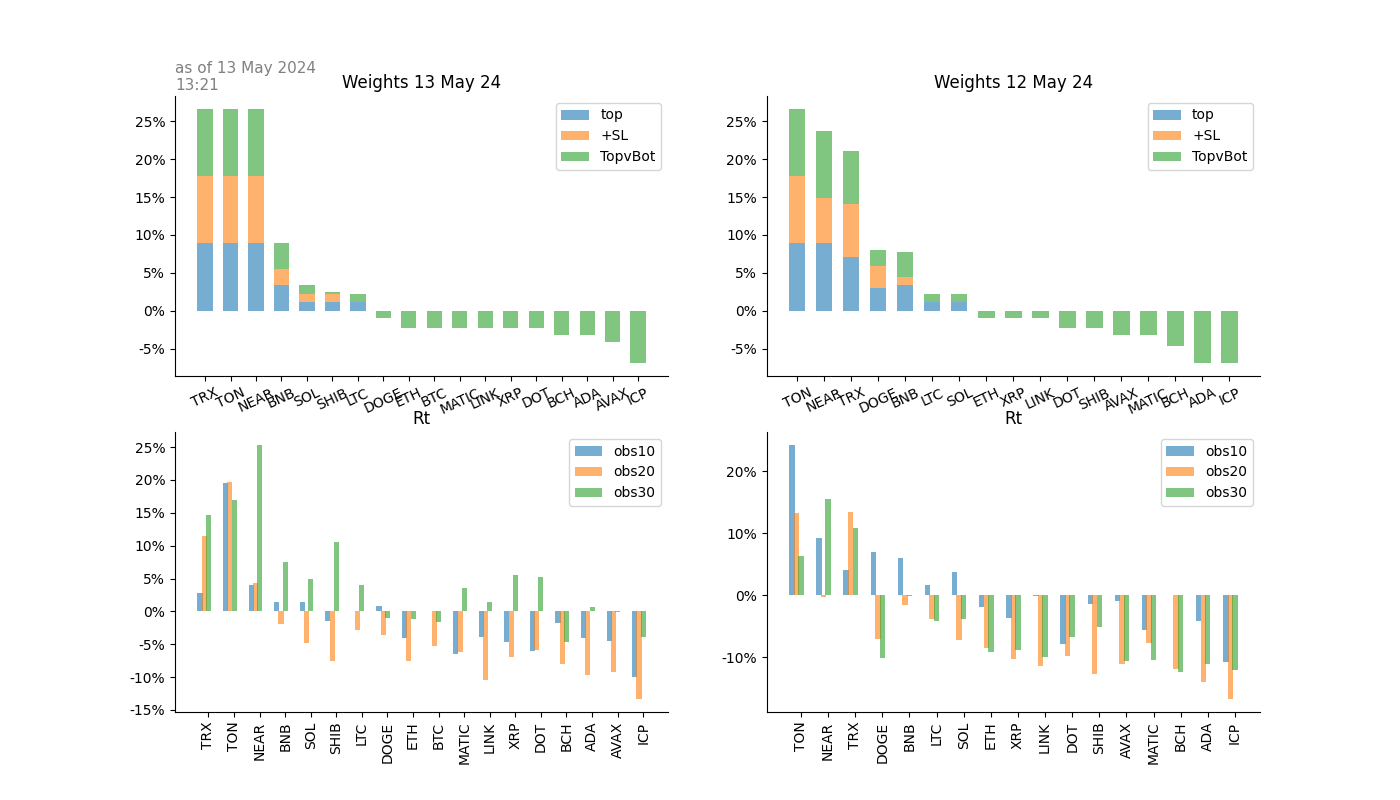 as of 13 May 2024
13:21
Weights 13 May 24
25%
20%
15%
10%
5%
0%
-5%
top
+SL
TopvBot
TRX TON NEAR BNB SOL SHIB LTC DOGE ETH BTC MATIC LINK XRP DOT BCH ADA AVAX ICP
Weights 12 May 24
25%
20%
15%
10%
5%
0%
-5%
top
+SL
TopvBot
TON NEAR TRX DOGE BNB LTC SOL ETH XRP LINK DOT SHIB AVAX MATIC BCH ADA ICP
Rt
25%
20%
15%
10%
5%
0%
-5%
-10%
-15%
obs10
obs20
obs30
TRX TON NEAR BNB SOL SHIB LTC DOGE ETH BTC MATIC LINK XRP DOT BCH ADA AVAX ICP
Rt
20%
10%
0%
-10%
obs10
obs20
obs30
TON NEAR TRX DOGE BNB LTC SOL ETH XRP LINK DOT SHIB AVAX MATIC BCH ADA ICP